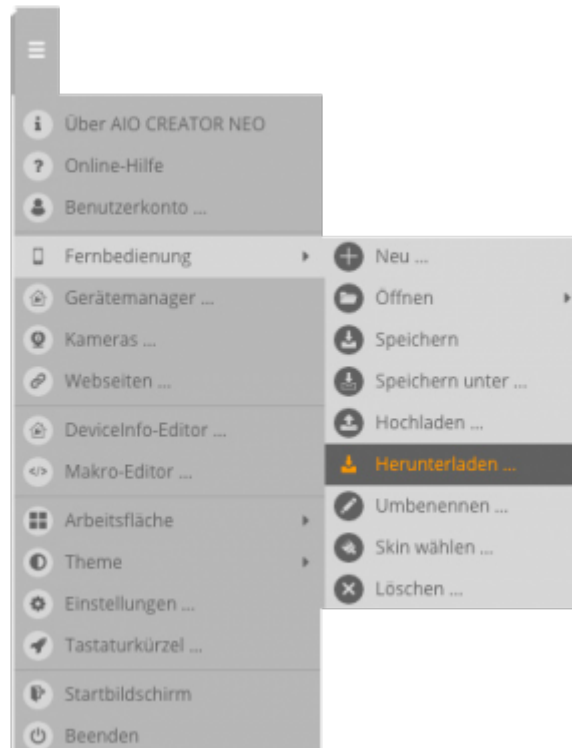 Über AIO CREATOR NEO
Online-Hilfe
Benutzerkonto ...
Fernbedienung
Gerätemanager ...
Kameras ...
Webseiten ...
DeviceInfo-Editor ...
Makro-Editor ...
Arbeitsfläche
Theme
Einstellungen ...
Tastaturkürzel ...
Startbildschirm
Beenden
Neu ...
Öffnen
Speichern
Speichern unter ...
Hochladen ...
Herunterladen ...
Umbenennen ...
Skin wählen ...
Löschen ...